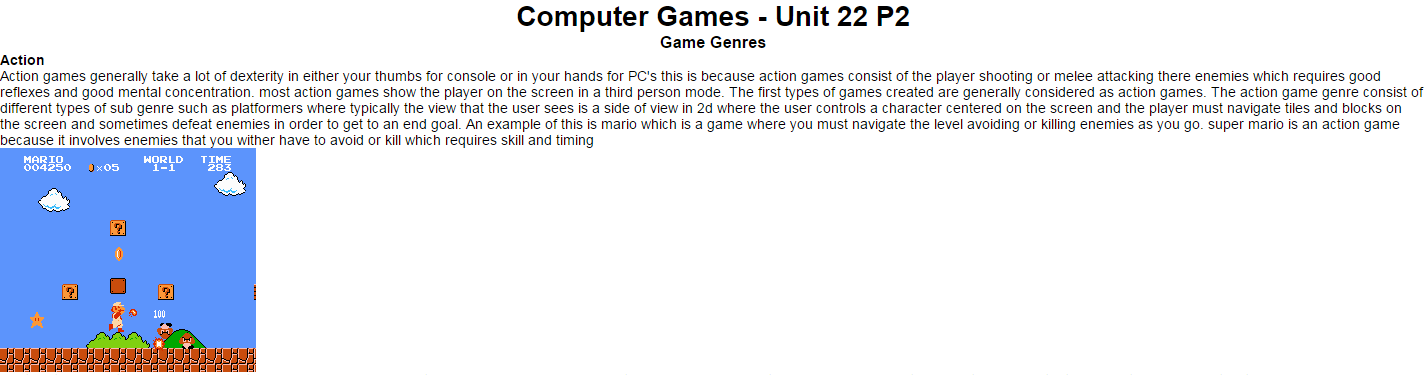 Computer Games - Unit 22 P2
Game Genres
Action
Action games generally take a lot of dexterity in either your thumbs for console or in your hands for PC's this is because action games consist of the player shooting or melee attacking there enemies which requires good
reflexes and good mental concentration. most action games show the player on the screen in a third person mode. The first types of games created are generally considered as action games. The action game genre consist of
different types of sub genre such as platformers where typically the view that the user sees is a side of view in 2d where the user controls a character centered on the screen and the player must navigate tiles and blocks on
the screen and sometimes defeat enemies in order to get to an end goal. An example of this is mario which is a game where you must navigate the level avoiding or killing enemies as you go. super mario is an action game
because it involves enemies that you wither have to avoid or kill which requires skill and timing
MARIO WORLD TIME
004250 ×05 1-1 283
?
? ?
100